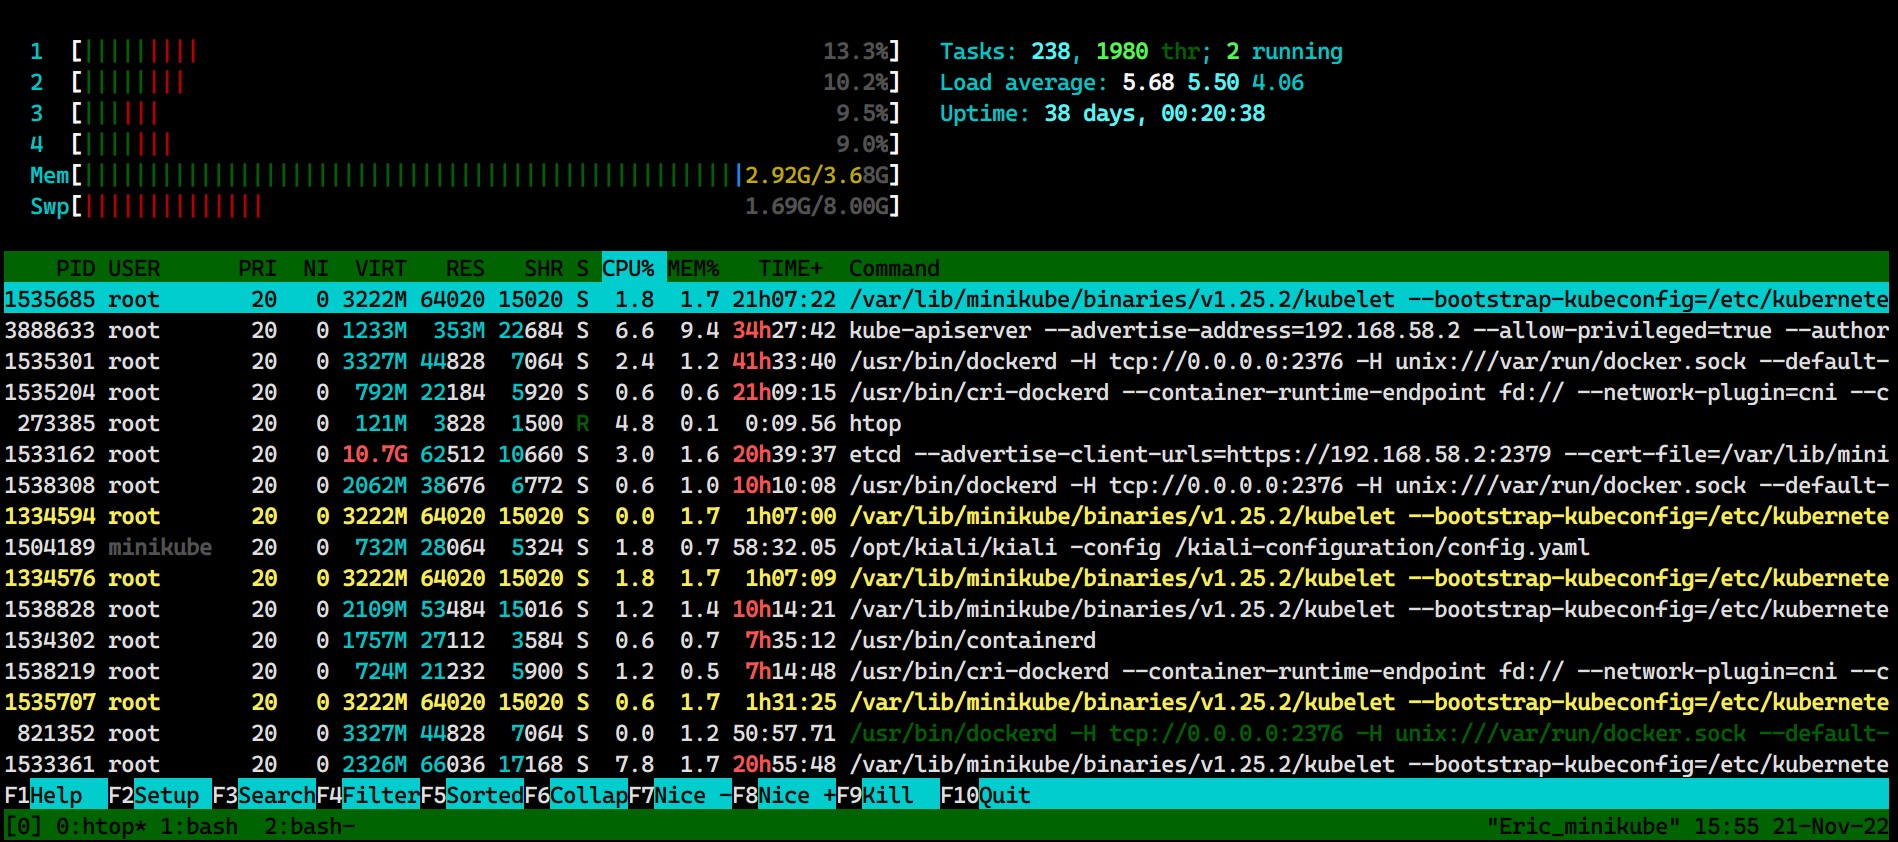 1 [||||||||| 13.3%] Tasks: 238, 1980 thr; 2 running
2 [|||||||| 10.2%] Load average: 5.68 5.50 4.06
3 [|||||| 9.5%] Uptime: 38 days, 00:20:38
4 [||||||| 9.0%]
Mem[|||||||||||||||||||||||||||||||||||||||||||||||||||2.92G/3.68G]
Swp[|||||||||||||| 1.69G/8.00G]
PID USER PRI NI VIRT RES SHR S CPU% MEM% TIME+ Command
1535685 root 20 0 3222M 64020 15020 S 1.8 1.7 21h07:22 /var/lib/minikube/binaries/v1.25.2/kubelet --bootstrap-kubeconfig=/etc/kubernete
3888633 root 20 0 1233M 353M 22684 S 6.6 9.4 34h27:42 kube-apiserver --advertise-address=192.168.58.2 --allow-privileged=true --author
1535301 root 20 0 3327M 44828 7064 S 2.4 1.2 41h33:40 /usr/bin/dockerd -H tcp://0.0.0.0:2376 -H unix:///var/run/docker.sock --default-
1535204 root 20 0 792M 22184 5920 S 0.6 0.6 21h09:15 /usr/bin/cri-dockerd --container-runtime-endpoint fd:// --network-plugin=cni --c
273385 root 20 0 121M 3828 1500 R 4.8 0.1 0:09.56 htop
1533162 root 20 0 10.7G 62512 10660 S 3.0 1.6 20h39:37 etcd --advertise-client-urls=https://192.168.58.2:2379 --cert-file=/var/lib/mini
1538308 root 20 0 2062M 38676 6772 S 0.6 1.0 10h10:08 /usr/bin/dockerd -H tcp://0.0.0.0:2376 -H unix:///var/run/docker.sock --default-
1334594 root 20 0 3222M 64020 15020 S 0.0 1.7 1h07:00 /var/lib/minikube/binaries/v1.25.2/kubelet --bootstrap-kubeconfig=/etc/kubernete
1504189 minikube 20 0 732M 28064 5324 S 1.8 0.7 58:32.05 /opt/kiali/kiali -config /kiali-configuration/config.yaml
1334576 root 20 0 3222M 64020 15020 S 1.8 1.7 1h07:09 /var/lib/minikube/binaries/v1.25.2/kubelet --bootstrap-kubeconfig=/etc/kubernete
1538828 root 20 0 2109M 53484 15016 S 1.2 1.4 10h14:21 /var/lib/minikube/binaries/v1.25.2/kubelet --bootstrap-kubeconfig=/etc/kubernete
1534302 root 20 0 1757M 27112 3584 S 0.6 0.7 7h35:12 /usr/bin/containerd
1538219 root 20 0 724M 21232 5900 S 1.2 0.5 7h14:48 /usr/bin/cri-dockerd --container-runtime-endpoint fd:// --network-plugin=cni --c
1535707 root 20 0 3222M 64020 15020 S 0.6 1.7 1h31:25 /var/lib/minikube/binaries/v1.25.2/kubelet --bootstrap-kubeconfig=/etc/kubernete
821352 root 20 0 3327M 44828 7064 S 0.0 1.2 50:57.71 /usr/bin/dockerd -H tcp://0.0.0.0:2376 -H unix:///var/run/docker.sock --default-
1533361 root 20 0 2326M 66036 17168 S 7.8 1.7 20h55:48 /var/lib/minikube/binaries/v1.25.2/kubelet --bootstrap-kubeconfig=/etc/kubernete
F1Help F2Setup F3SearchF4FilterF5SortedF6CollapF7Nice -F8Nice +F9Kill F10Quit
[0] 0:htop* 1:bash 2:bash- "Eric_minikube" 15:55 21-Nov-22